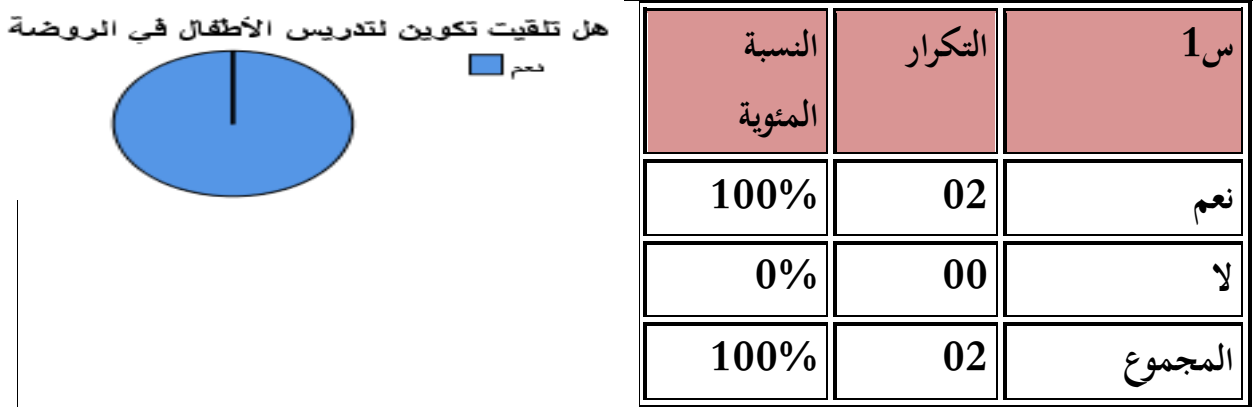 هل تلقيت تكوين لتدريس الأطفال في الروضة
نعم
س1 التكرار النسبة المئوية
نعم 02 100%
لا 00 0%
المجموع 02 100%